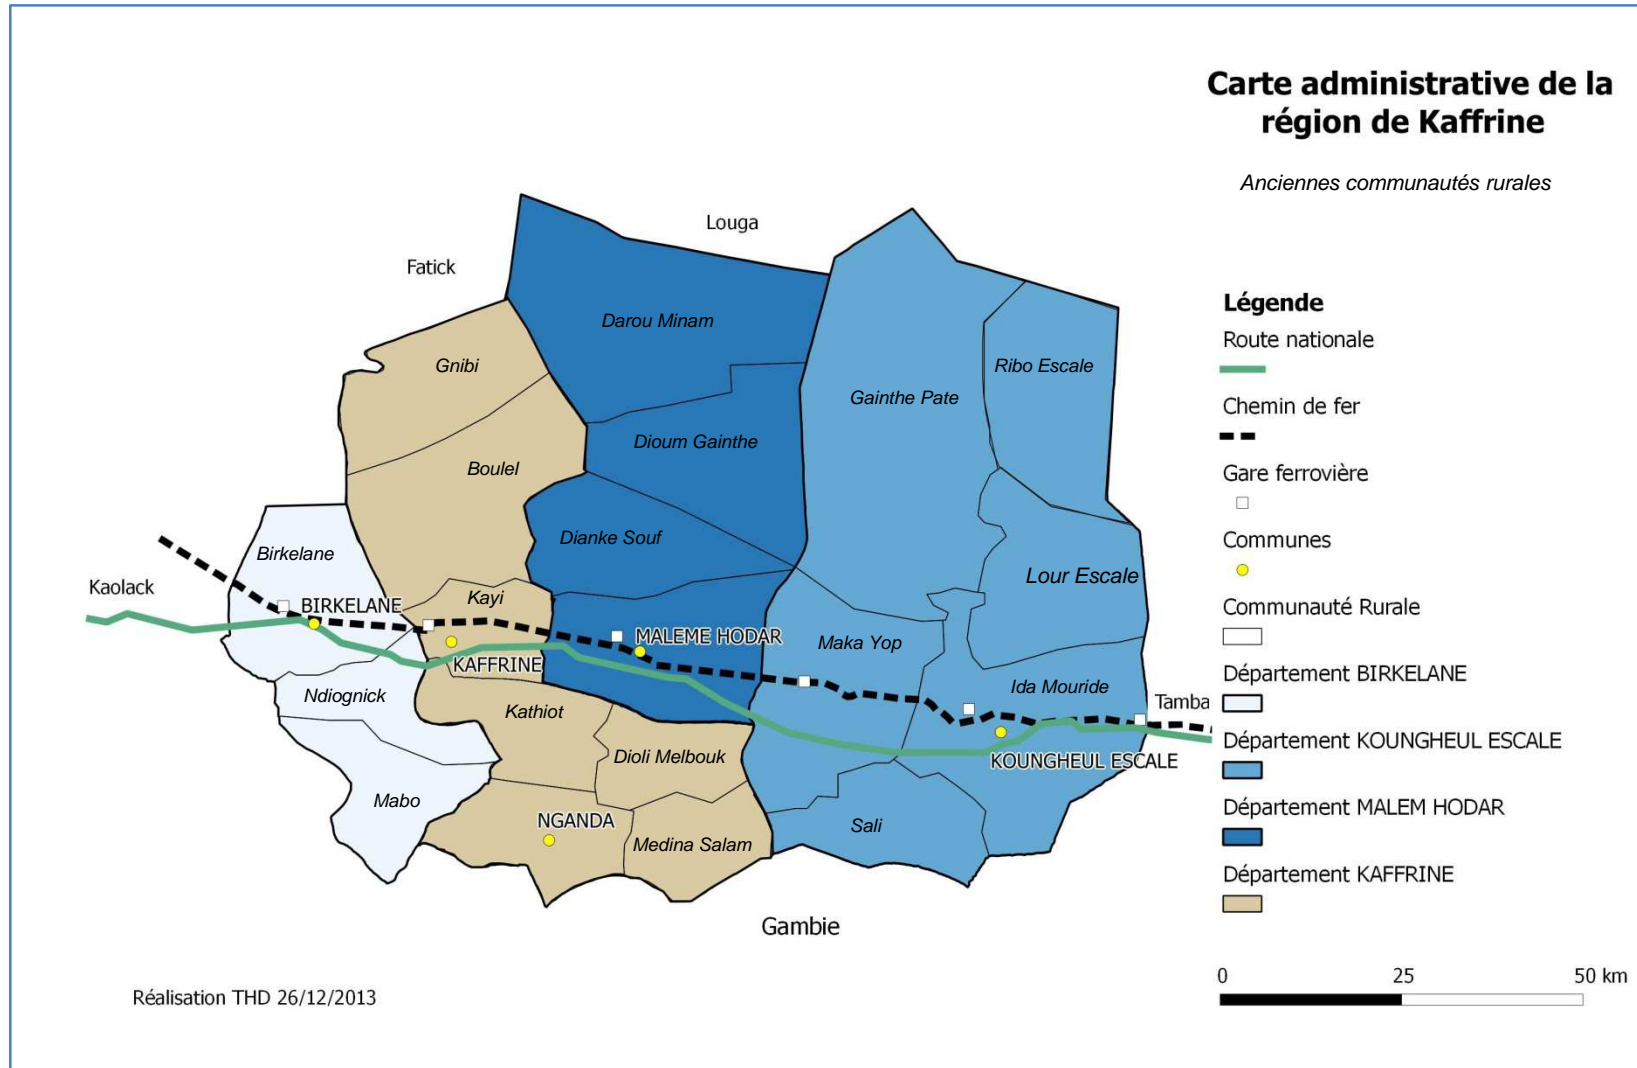 Carte administrative de la
région de Kaffrine
Anciennes communautés rurales
Louga
Fatick
Darou Minam
Gnibi
Ribo Escale
Gainthe Pate
Dioum Gainthe
Boulel
Dianke Souf
Birkelane
Lour Escale
Kaolack
Kayi
BIRKELANE
MALEME HODAR
Maka Yop
KAFFRINE
Ida Mouride
Ndiognick
Tamba
Kathiot
Dioli Melbouk
KOUNGHEUL ESCALE
Mabo
NGANDA
Sali
Medina Salam
Gambie
Légende
Route nationale
Chemin de fer
Gare ferrovière
Communes
Communauté Rurale
Département BIRKELANE
Département KOUNGHEUL ESCALE
Département MALEM HODAR
Département KAFFRINE
0 25 50 km
Réalisation THD 26/12/2013